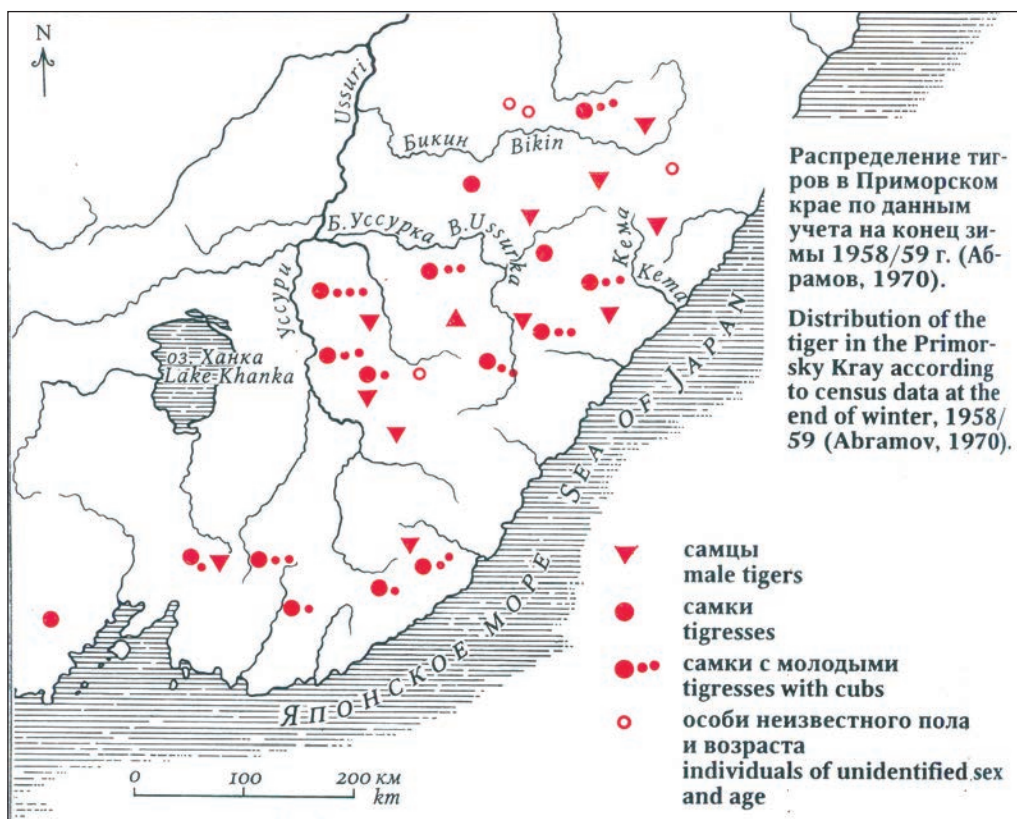 N
Ussuri
Бикин Bikin
Б.Уссурка В.Ussurka
Кема Kema
Уссури
оз. Ханка
Lake Khanka
SEA OF JAPAN
ЯПОНСКОЕ МОРЕ
0 100 200 км
km
Распределение тиг-
ров в Приморском
крае по данным
учета на конец зи-
мы 1958/59 г. (Аб-
рамов, 1970).
Distribution of the
tiger in the Primor-
sky Kray according
to census data at the
end of winter, 1958/
59 (Abramov, 1970).
самцы
male tigers
самки
tigresses
самки с молодыми
tigresses with cubs
особи неизвестного пола
и возраста
individuals of unidentified sex
and age